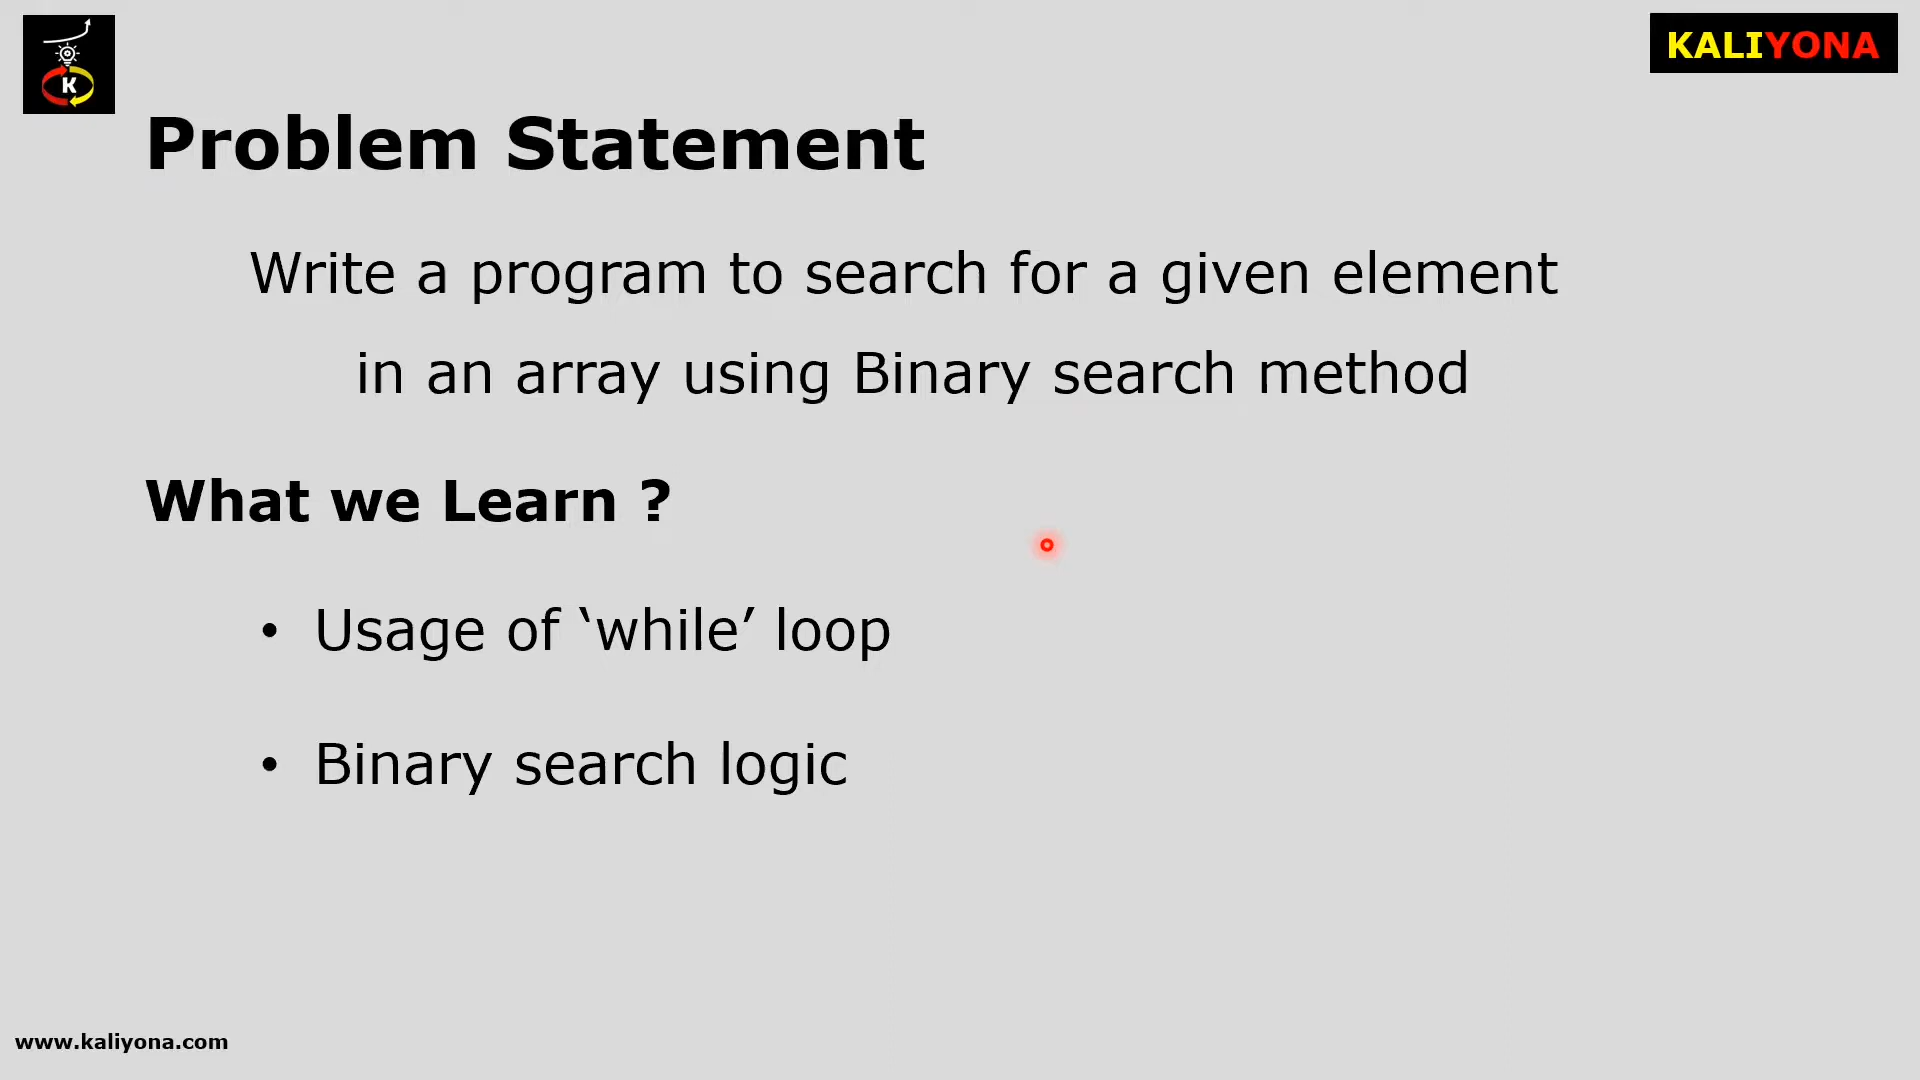 K
KALIYONA
Problem Statement
Write a program to search for a given element
in an array using Binary search method
What we Learn ?
• Usage of ‘while’ loop
• Binary search logic
www.kaliyona.com